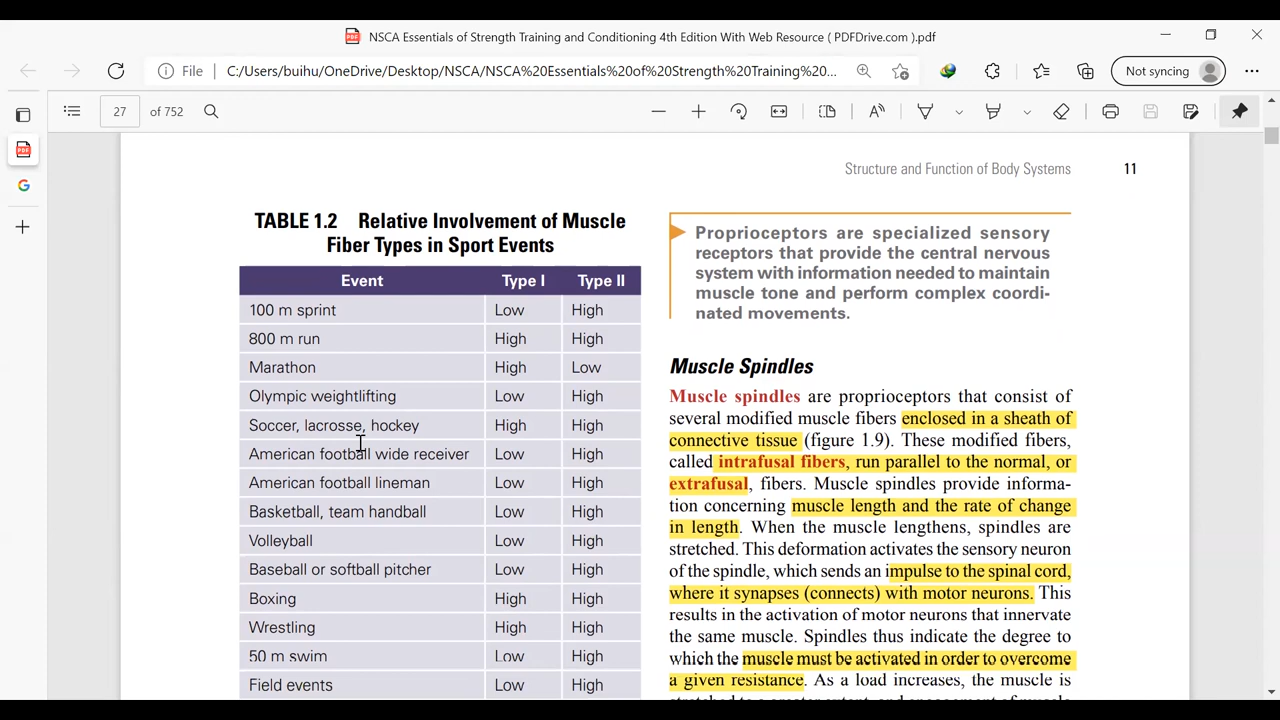 NSCA Essentials of Strength Training and Conditioning 4th Edition With Web Resource ( PDFDrive.com ).pdf
File
C:/Users/buihu/OneDrive/Desktop/NSCA/NSCA%20Essentials%20of%20Strength%20Training%20...
Not syncing
27 of 752
Structure and Function of Body Systems 11
TABLE 1.2 Relative Involvement of Muscle
Fiber Types in Sport Events
Event Type I Type II
100 m sprint Low High
800 m run High High
Marathon High Low
Olympic weightlifting Low High
Soccer, lacrosse, hockey High High
American football wide receiver Low High
American football lineman Low High
Basketball, team handball Low High
Volleyball Low High
Baseball or softball pitcher Low High
Boxing High High
Wrestling High High
50 m swim Low High
Field events Low High
Proprioceptors are specialized sensory
receptors that provide the central nervous
system with information needed to maintain
muscle tone and perform complex coordi-
nated movements.
Muscle Spindles
Muscle spindles are proprioceptors that consist of
several modified muscle fibers enclosed in a sheath of
connective tissue (figure 1.9). These modified fibers,
called intrafusal fibers, run parallel to the normal, or
extrafusal, fibers. Muscle spindles provide informa-
tion concerning muscle length and the rate of change
in length. When the muscle lengthens, spindles are
stretched. This deformation activates the sensory neuron
of the spindle, which sends an impulse to the spinal cord,
where it synapses (connects) with motor neurons. This
results in the activation of motor neurons that innervate
the same muscle. Spindles thus indicate the degree to
which the muscle must be activated in order to overcome
a given resistance. As a load increases, the muscle is
stretched to a greater extent, and engagement of muscle